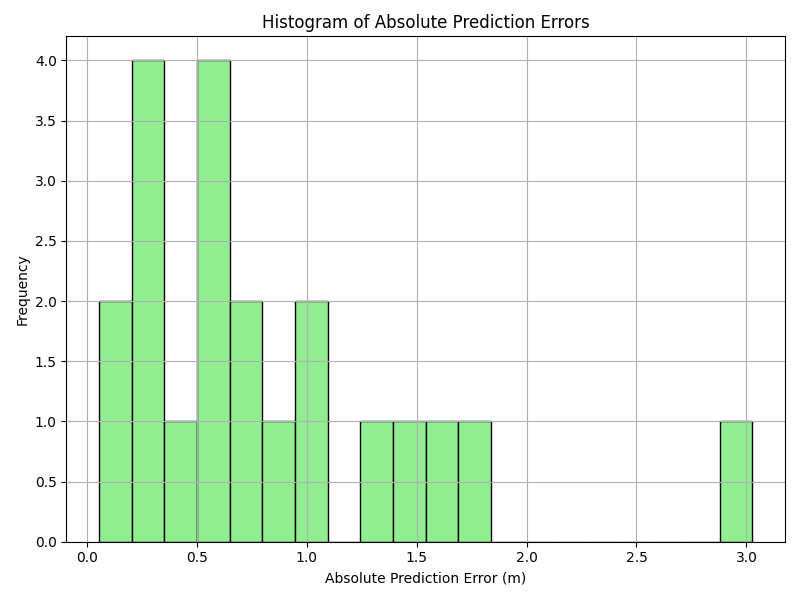 Histogram of Absolute Prediction Errors
4.0
3.5
3.0
2.5
2.0
1.5
1.0
0.5
0.0
Frequency
0.0 0.5 1.0 1.5 2.0 2.5 3.0
Absolute Prediction Error (m)